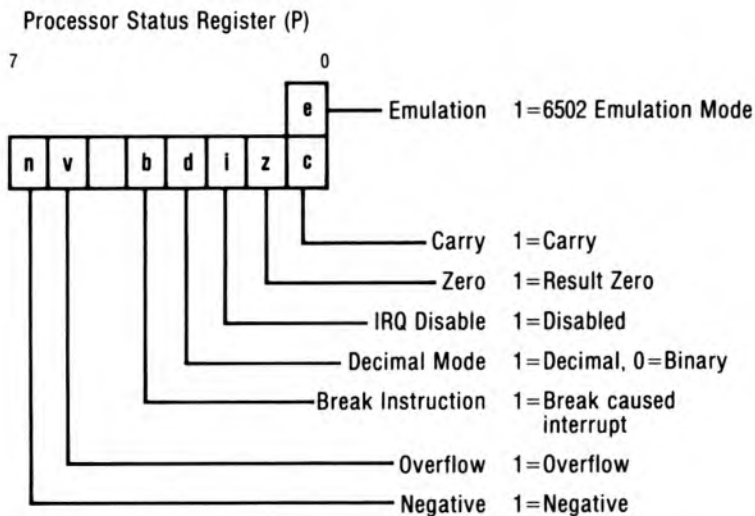 Processor Status Register (P)
7 0
e Emulation 1=6502 Emulation Mode
n v b d i z c
Carry 1=Carry
Zero 1=Result Zero
IRQ Disable 1=Disabled
Decimal Mode 1=Decimal, 0=Binary
Break Instruction 1=Break caused
interrupt
Overflow 1=Overflow
Negative 1=Negative